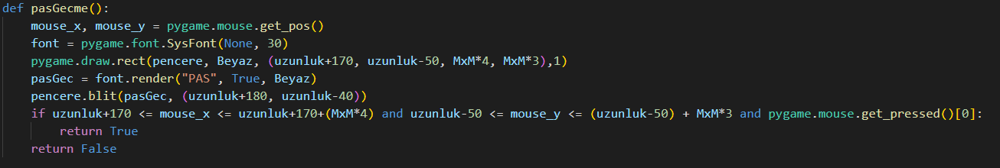 def pasGecme():
    mouse_x, mouse_y = pygame.mouse.get_pos()
    font = pygame.font.SysFont(None, 30)
    pygame.draw.rect(pencere, Beyaz, (uzunluk+170, uzunluk-50, MxM*4, MxM*3),1)
    pasGec = font.render("PAS", True, Beyaz)
    pencere.blit(pasGec, (uzunluk+180, uzunluk-40))
    if uzunluk+170 <= mouse_x <= uzunluk+170+(MxM*4) and uzunluk-50 <= mouse_y <= (uzunluk-50) + MxM*3 and pygame.mouse.get_pressed()[0]:
        return True
    return False